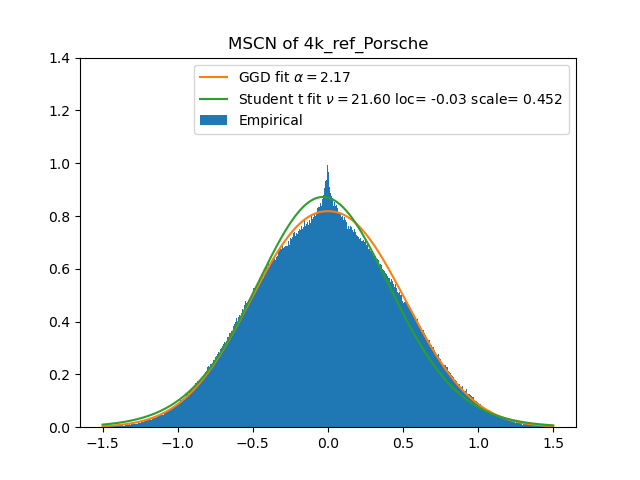 MSCN of 4k_ref_Porsche
GGD fit α = 2.17
Student t fit ν = 21.60 loc= -0.03 scale= 0.452
Empirical
1.4
1.2
1.0
0.8
0.6
0.4
0.2
0.0
−1.5 −1.0 −0.5 0.0 0.5 1.0 1.5